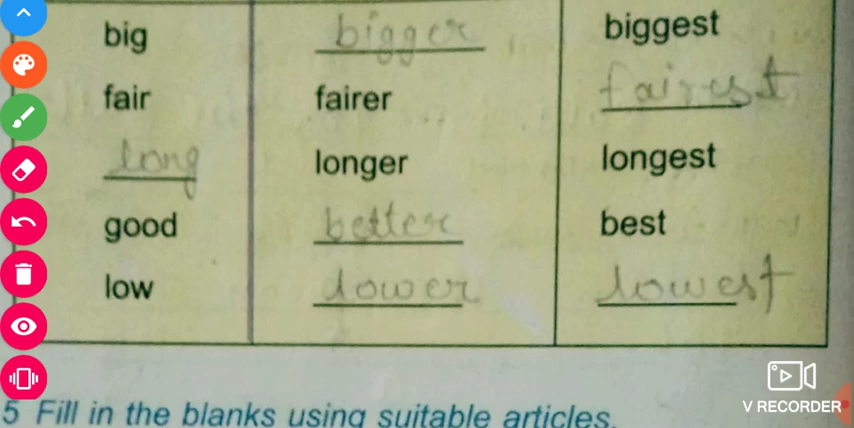 big bigger biggest
fair fairer fairest
long longer longest
good better best
low lower lowest
5 Fill in the blanks using suitable articles.
V RECORDER